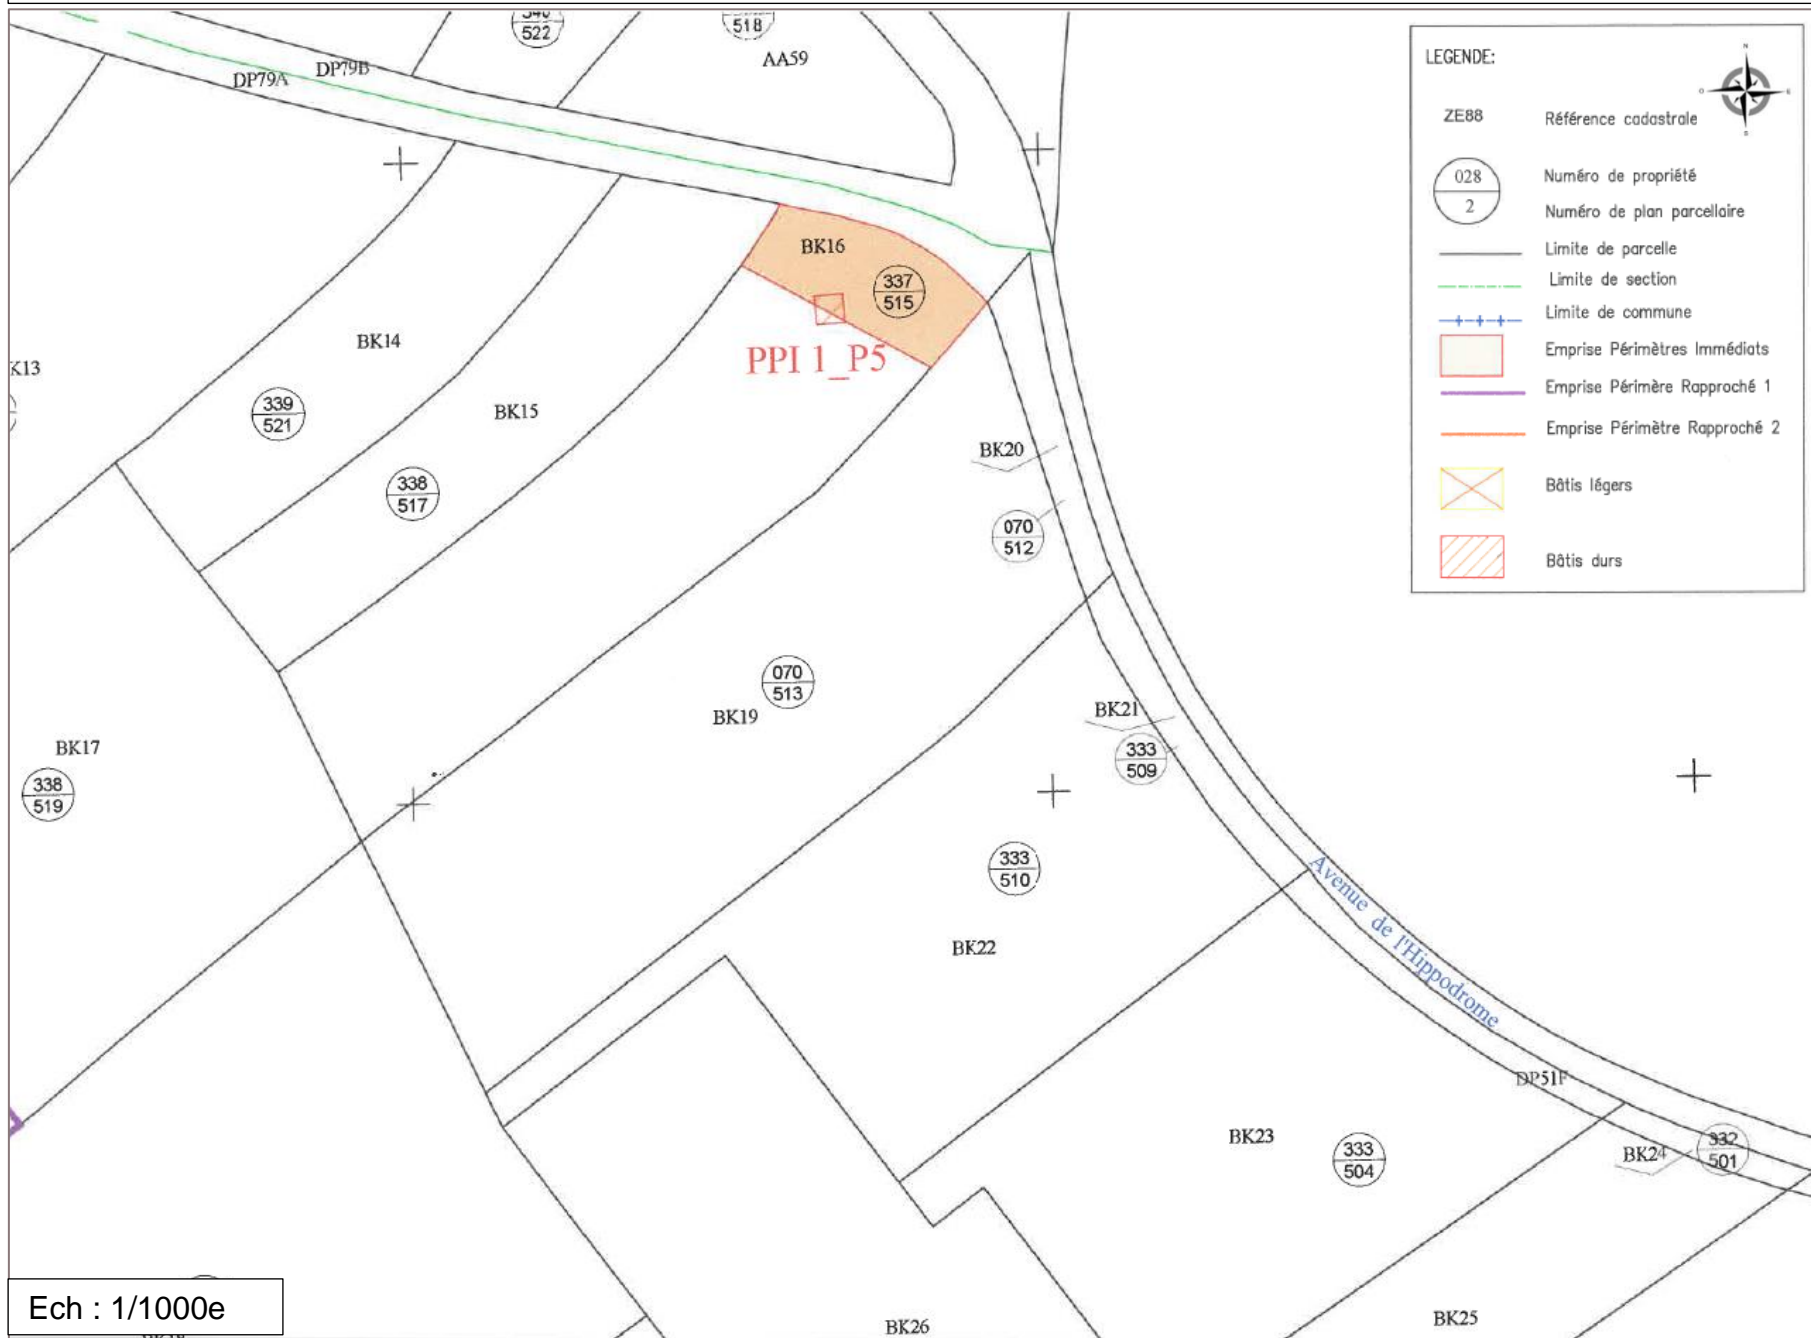 522
518
AA59
DP79A
DP79B
BK16
337
515
PPI 1_P5
BK14
K13
339
521
BK15
338
517
BK20
070
512
070
513
BK19
BK21
333
509
BK17
338
519
333
510
BK22
Avenue de l'Hippodrome
DP51F
BK23
333
504
BK24
332
501
BK25
BK26
Ech : 1/1000e
LEGENDE:
N
O
E
S
ZE88
Référence cadastrale
028
2
Numéro de propriété
Numéro de plan parcellaire
Limite de parcelle
Limite de section
Limite de commune
Emprise Périmètres Immédiats
Emprise Périmère Rapproché 1
Emprise Périmètre Rapproché 2
Bâtis légers
Bâtis durs